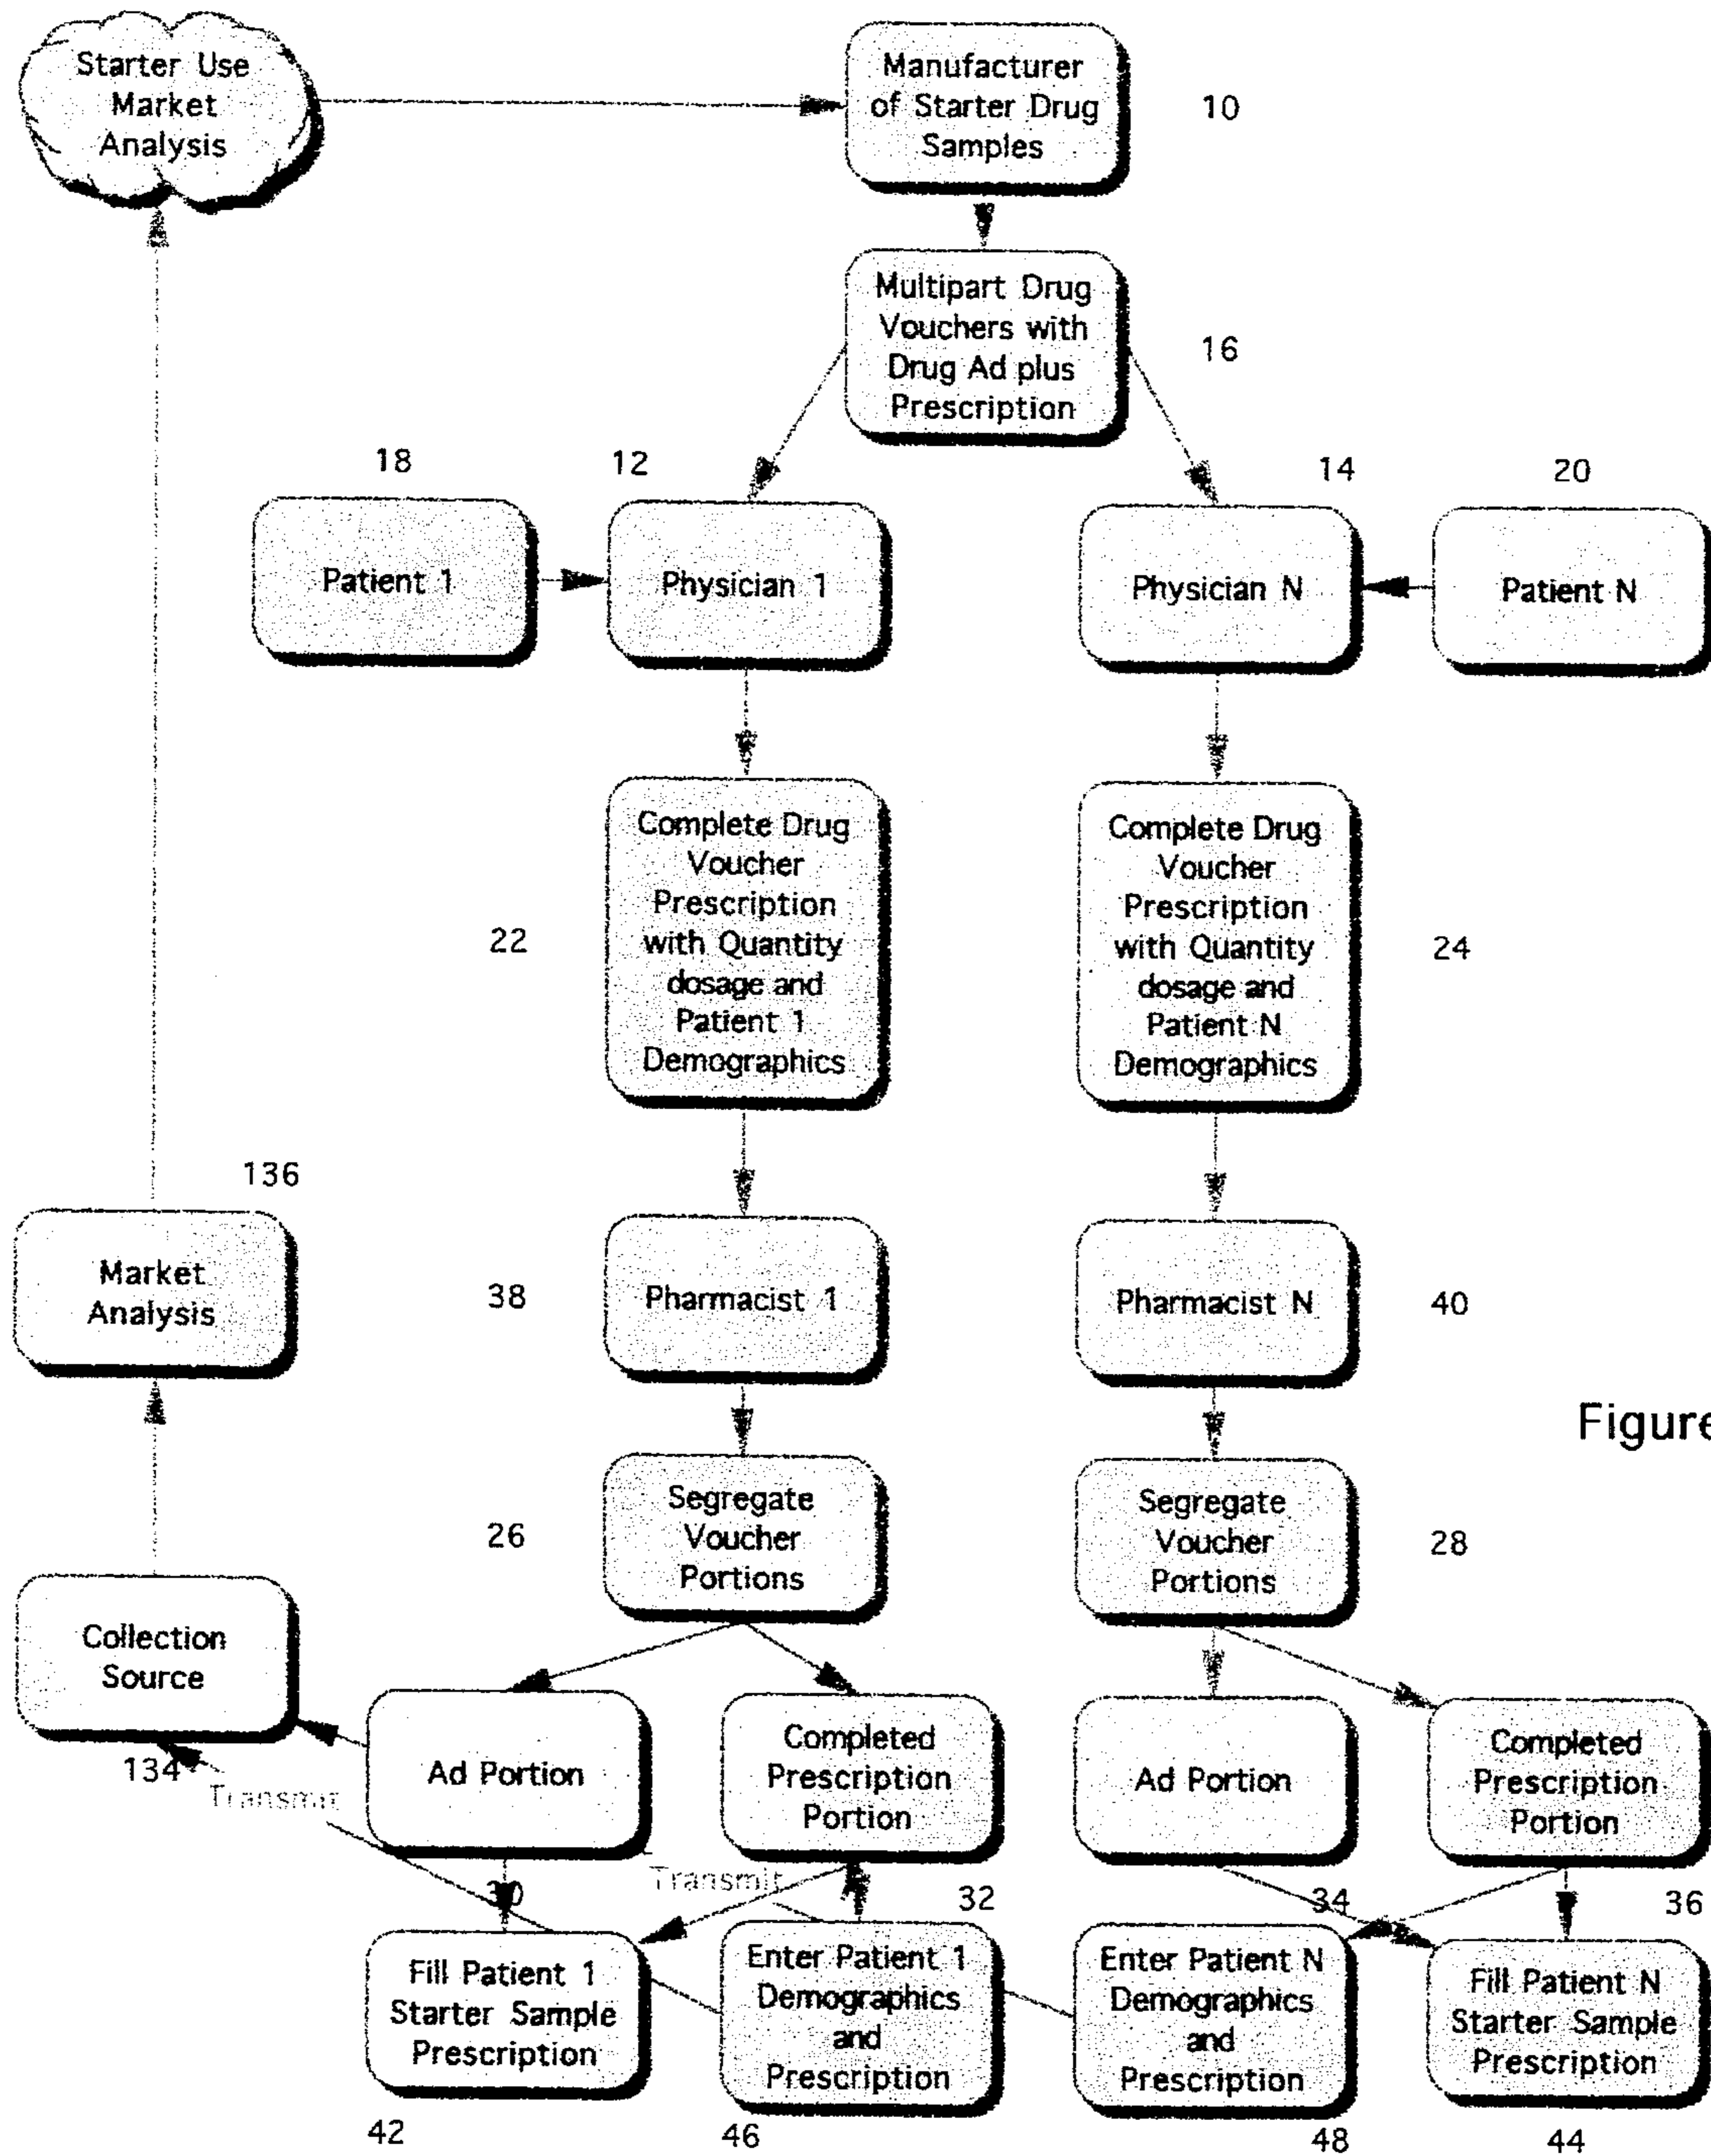 Starter Use
Market
Analysis
Manufacturer
of Starter Drug
Samples
10
Multipart Drug
Vouchers with
Drug Ad plus
Prescription
16
18
12
14
20
Patient 1
Physician 1
Physician N
Patient N
Complete Drug
Voucher
Prescription
with Quantity
dosage and
Patient 1
Demographics
22
Complete Drug
Voucher
Prescription
with Quantity
dosage and
Patient N
Demographics
24
136
Market
Analysis
38
Pharmacist 1
Pharmacist N
40
Figure
26
Segregate
Voucher
Portions
Segregate
Voucher
Portions
28
Collection
Source
134
Transmit
Ad Portion
Completed
Prescription
Portion
Ad Portion
Completed
Prescription
Portion
30
Transmit
32
34
36
Fill Patient 1
Starter Sample
Prescription
Enter Patient 1
Demographics
and
Prescription
Enter Patient N
Demographics
and
Prescription
Fill Patient N
Starter Sample
Prescription
42
46
48
44